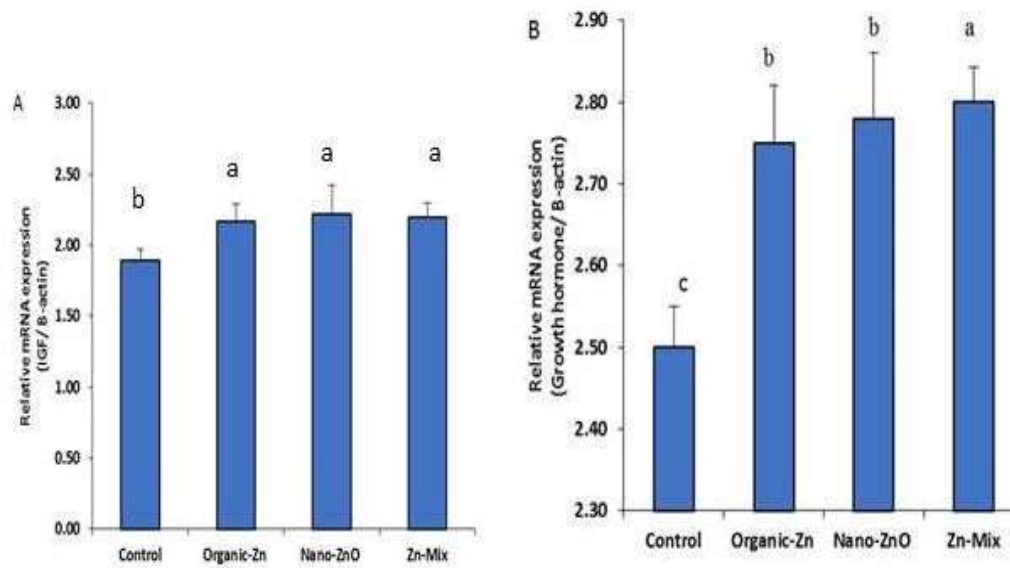 A
Relative mRNA expression
(IGF/ B-actin)
3.00
2.50
2.00
1.50
1.00
0.50
0.00
b
a
a
a
Control
Organic-Zn
Nano-ZnO
Zn-Mix
B
Relative mRNA expression
(Growth hormone/ B-actin)
2.90
2.80
2.70
2.60
2.50
2.40
2.30
c
b
b
a
Control
Organic-Zn
Nano-ZnO
Zn-Mix